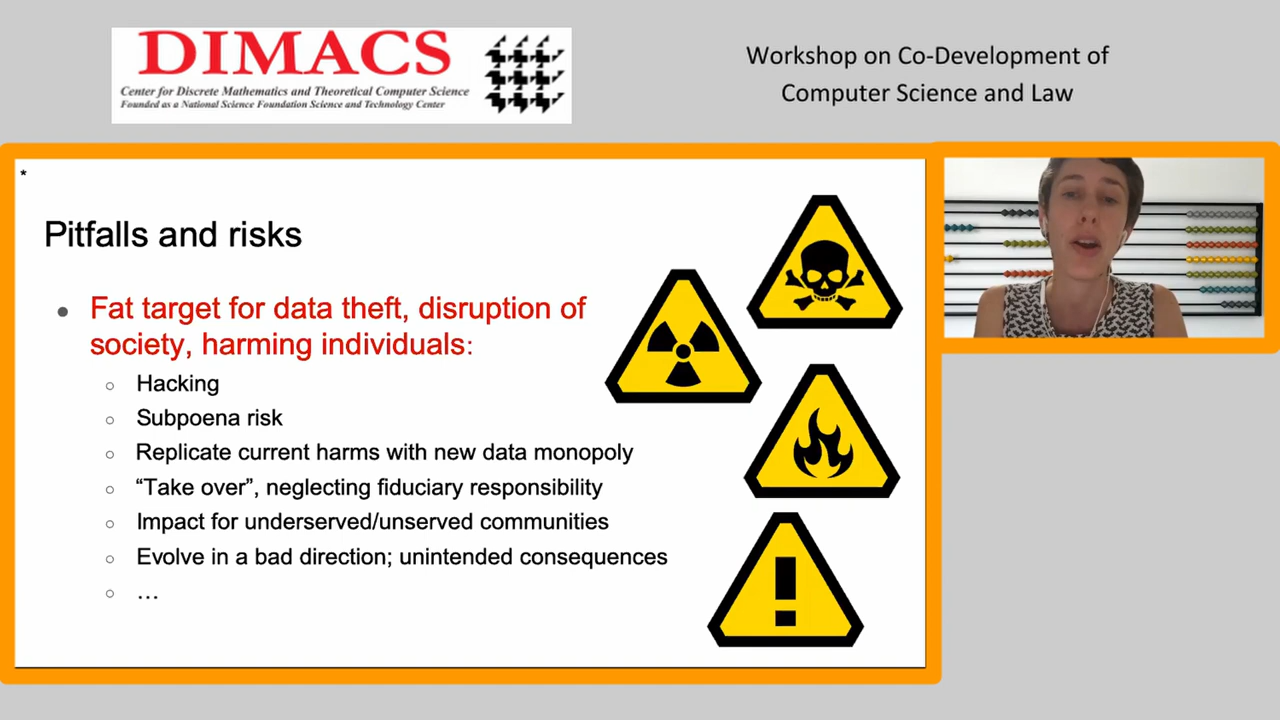 DIMACS
Center for Discrete Mathematics and Theoretical Computer Science
Founded as a National Science Foundation Science and Technology Center
Workshop on Co-Development of
Computer Science and Law
*
Pitfalls and risks
● Fat target for data theft, disruption of
society, harming individuals:
○ Hacking
○ Subpoena risk
○ Replicate current harms with new data monopoly
○ “Take over”, neglecting fiduciary responsibility
○ Impact for underserved/unserved communities
○ Evolve in a bad direction; unintended consequences
○ …
!